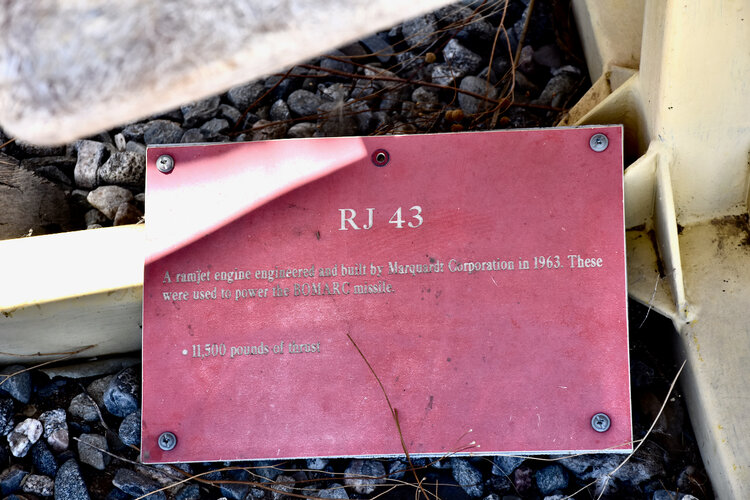 RJ 43
A ramjet engine engineered and built by Marquardt Corporation in 1963. These
were used to power the BOMARC missile.
• 11,500 pounds of thrust